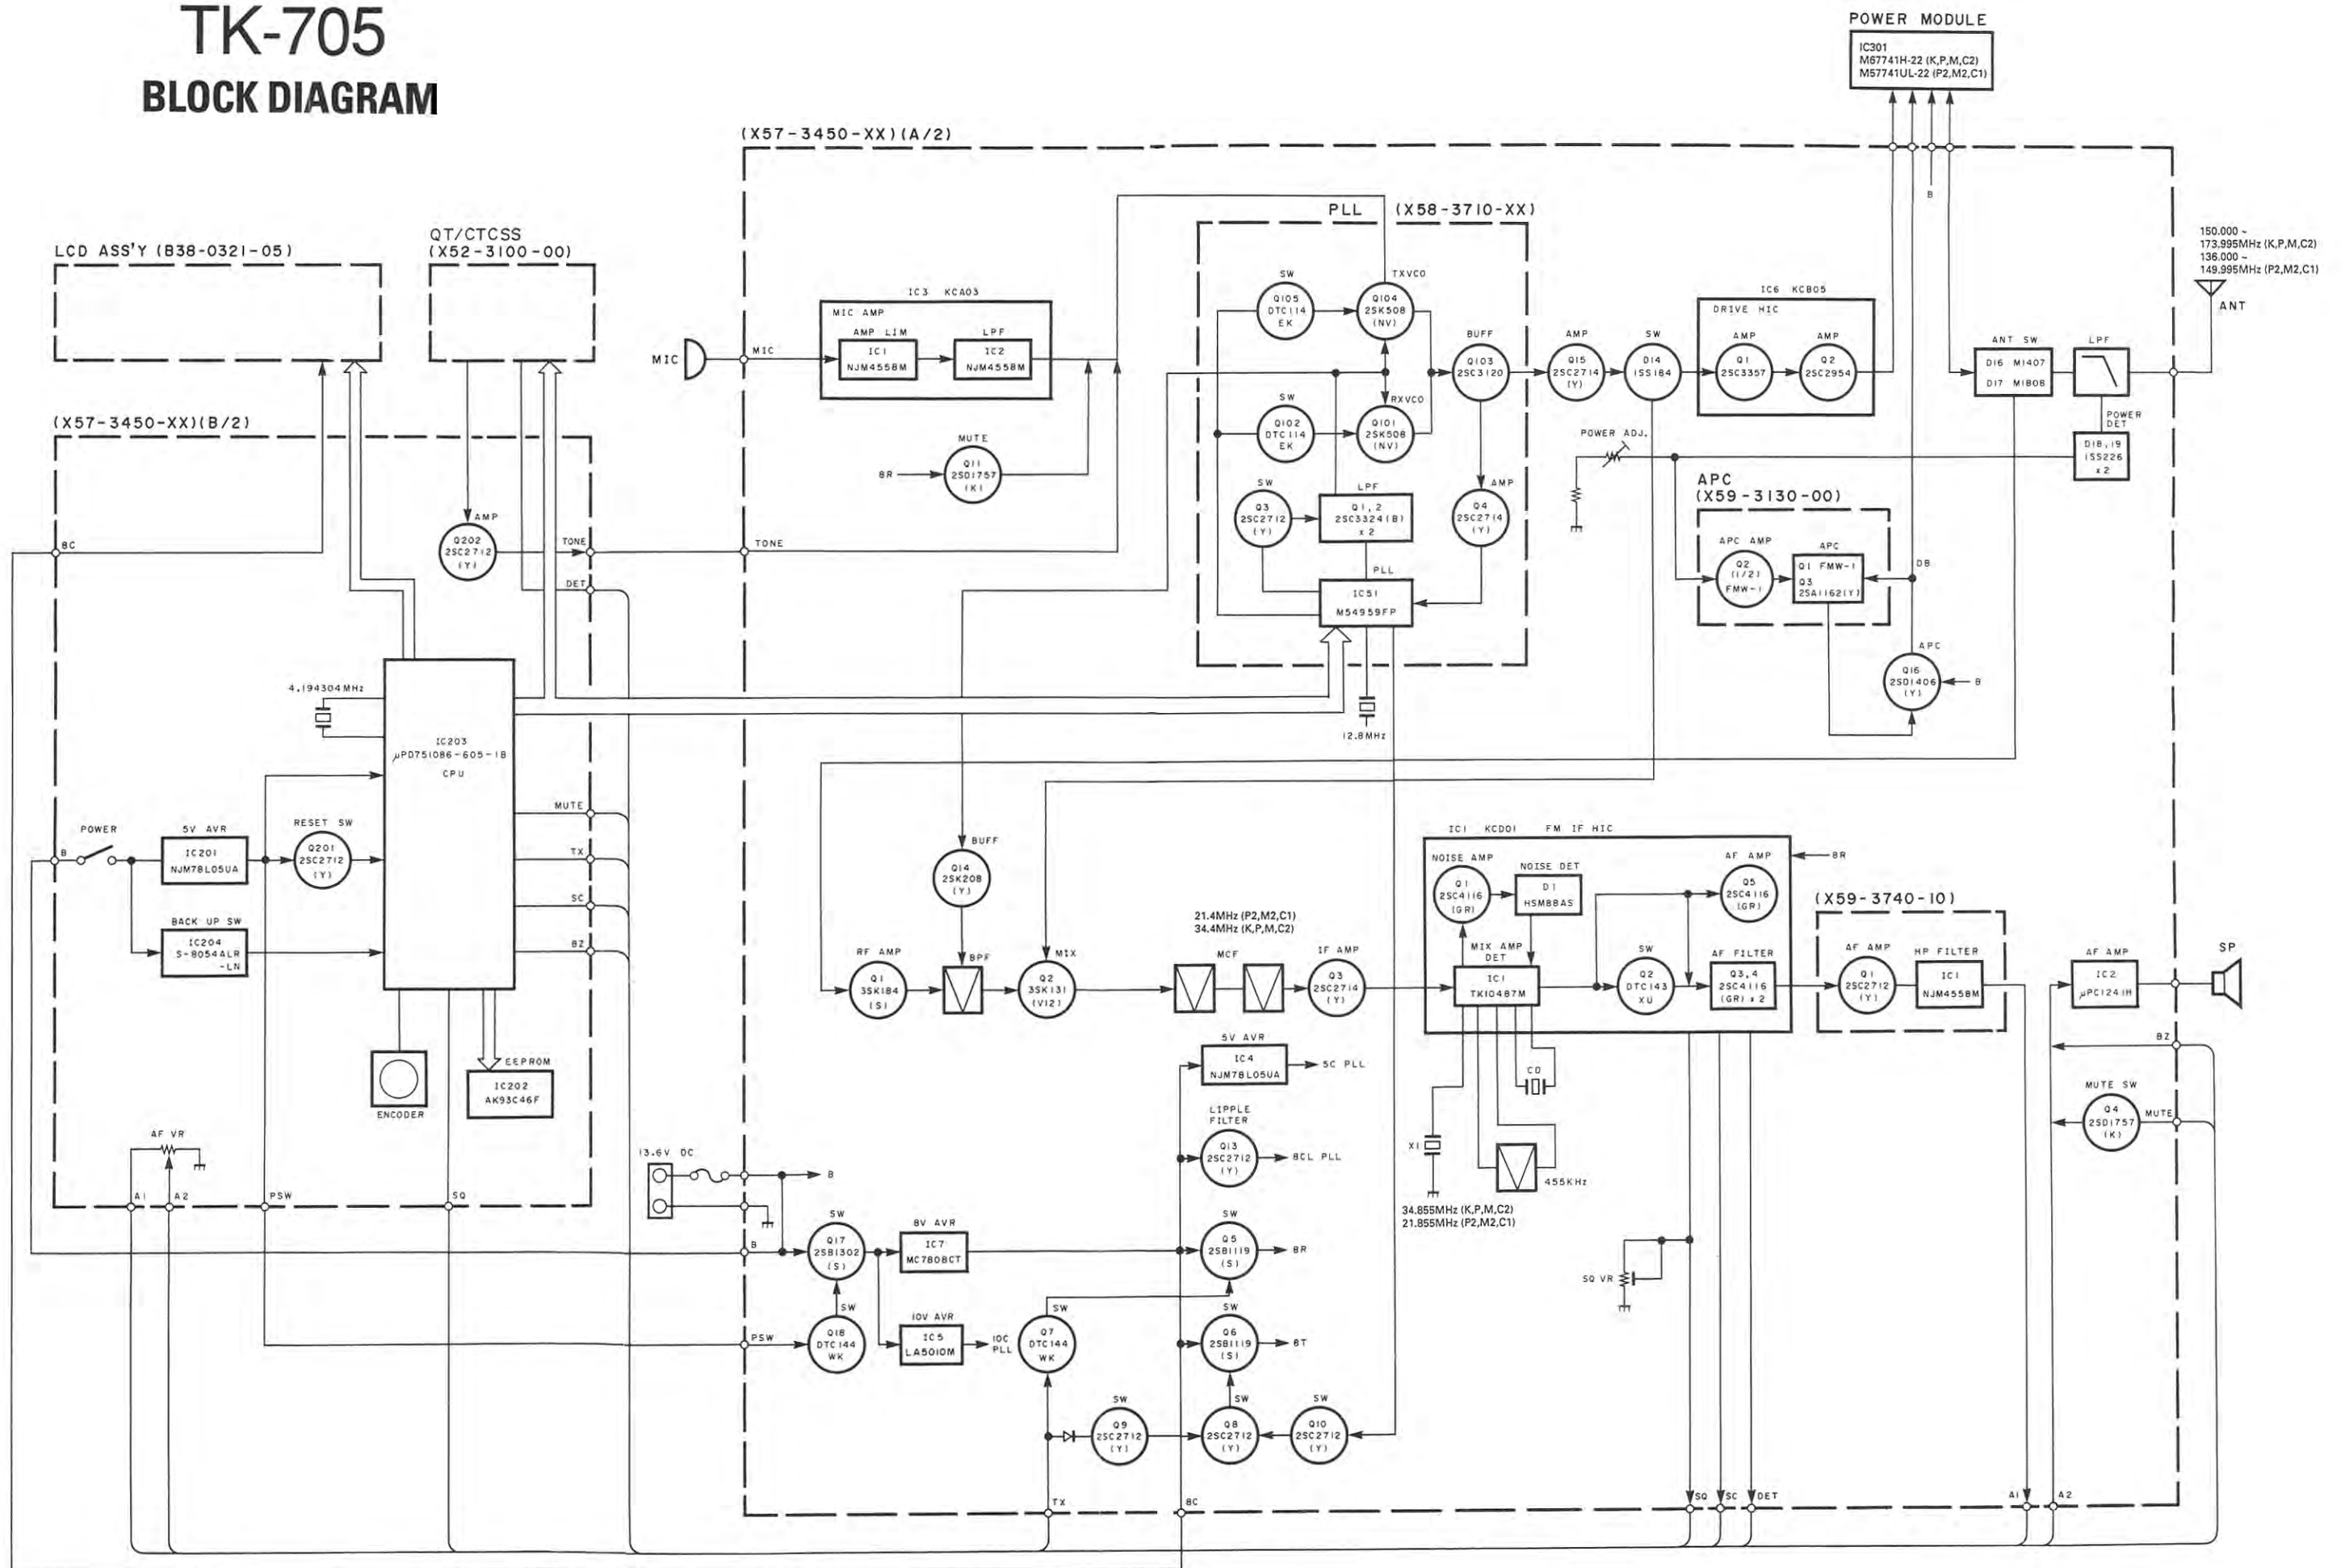 TK-705
BLOCK DIAGRAM
POWER MODULE
IC301
M67741H-22 (K,P,M,C2)
M57741UL-22 (P2,M2,C1)
(X57-3450-XX)(A/2)
B
PLL (X58-3710-XX)
150.000 ~
173.995MHz (K,P,M,C2)
136.000 ~
149.995MHz (P2,M2,C1)
ANT
LCD ASS'Y (B38-0321-05)
QT/CTCSS
(X52-3100-00)
IC3 KCA03
MIC AMP
AMP LIM
IC1
NJM4558M
LPF
IC2
NJM4558M
MIC
MIC
MUTE
Q11
2SD1757
(K)
8R
SW
Q105
DTC114
EK
TXVCO
Q104
2SK508
(NV)
BUFF
Q103
2SC3120
SW
Q102
DTC114
EK
RXVCO
Q101
2SK508
(NV)
SW
Q3
2SC2712
(Y)
LPF
Q1, 2
2SC3324(B)
x 2
AMP
Q4
2SC2714
(Y)
PLL
IC51
M54959FP
12.8MHz
AMP
Q15
2SC2714
(Y)
SW
D14
1SS184
IC6 KCB05
DRIVE HIC
AMP
Q1
2SC3357
AMP
Q2
2SC2954
ANT SW
D16 M1407
D17 M1808
LPF
POWER
DET
D18, 19
1SS226
x 2
POWER ADJ.
APC
(X59-3130-00)
APC AMP
Q2
(1/2)
FMW-1
APC
Q1 FMW-1
Q3
2SA1162(Y)
DB
APC
Q16
2SD1406
(Y)
B
(X57-3450-XX)(B/2)
8C
AMP
Q202
2SC2712
(Y)
TONE
TONE
DET
4.194304MHz
IC203
μPD751086-605-1B
CPU
MUTE
TX
SC
BZ
POWER
B
5V AVR
IC201
NJM78L05UA
RESET SW
Q201
2SC2712
(Y)
BACK UP SW
IC204
S-8054ALR
-LN
ENCODER
EEPROM
IC202
AK93C46F
AF VR
A1
A2
PSW
SQ
BUFF
Q14
2SK208
(Y)
RF AMP
Q1
3SK184
(S)
BPF
MIX
Q2
3SK131
(V12)
21.4MHz (P2,M2,C1)
34.4MHz (K,P,M,C2)
MCF
IF AMP
Q3
2SC2714
(Y)
IC1 KCD01 FM IF HIC
NOISE AMP
Q1
2SC4116
(GR)
NOISE DET
D1
HSM88AS
AF AMP
Q5
2SC4116
(GR)
8R
MIX AMP
DET
IC1
TK10487M
SW
Q2
DTC143
XU
AF FILTER
Q3,4
2SC4116
(GR) x 2
(X59-3740-10)
AF AMP
Q1
2SC2712
(Y)
HP FILTER
IC1
NJM4558M
AF AMP
IC2
μPC1241H
SP
BZ
MUTE SW
Q4
2SD1757
(K)
MUTE
CD
X1
455KHz
34.855MHz (K,P,M,C2)
21.855MHz (P2,M2,C1)
SQ VR
5V AVR
IC4
NJM78L05UA
5C PLL
LIPPLE
FILTER
Q13
2SC2712
(Y)
8CL PLL
13.6V DC
B
B
SW
Q17
2SB1302
(S)
8V AVR
IC7
MC7808CT
SW
Q5
2SB1119
(S)
8R
PSW
SW
Q18
DTC144
WK
10V AVR
IC5
LA5010M
10C
PLL
SW
Q7
DTC144
WK
SW
Q6
2SB1119
(S)
8T
SW
Q9
2SC2712
(Y)
SW
Q8
2SC2712
(Y)
SW
Q10
2SC2712
(Y)
TX
8C
SQ
SC
DET
A1
A2